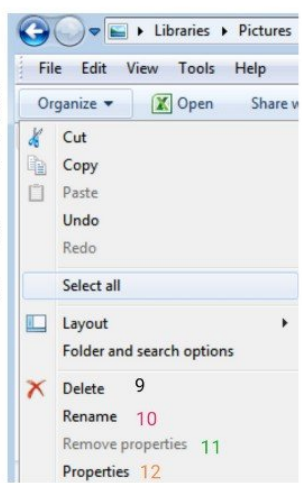 Libraries Pictures
File Edit View Tools Help
Organize Open Share w
Cut
Copy
Paste
Undo
Redo
Select all
Layout
Folder and search options
Delete 9
Rename 10
Remove properties 11
Properties 12